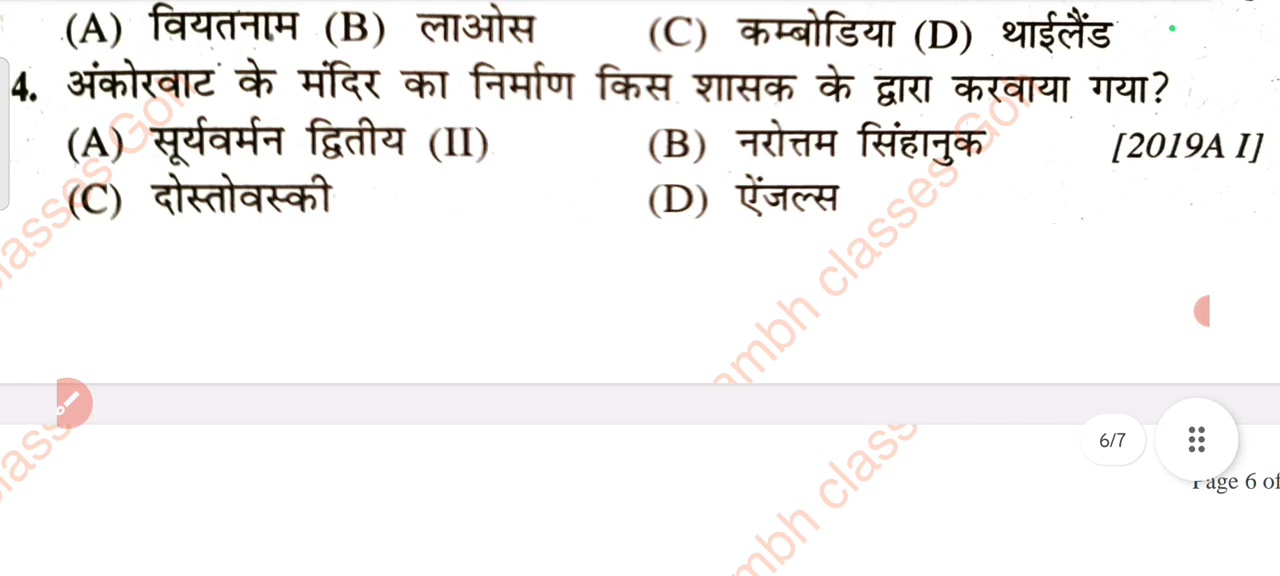 (A) वियतनाम (B) लाओस (C) कम्बोडिया (D) थाईलैंड
4. अंकोरवाट के मंदिर का निर्माण किस शासक के द्वारा करवाया गया?
(A) सूर्यवर्मन द्वितीय (II) (B) नरोत्तम सिंहानुक [2019A I]
(C) दोस्तोवस्की (D) ऐंजल्स
6/7
Page 6 of